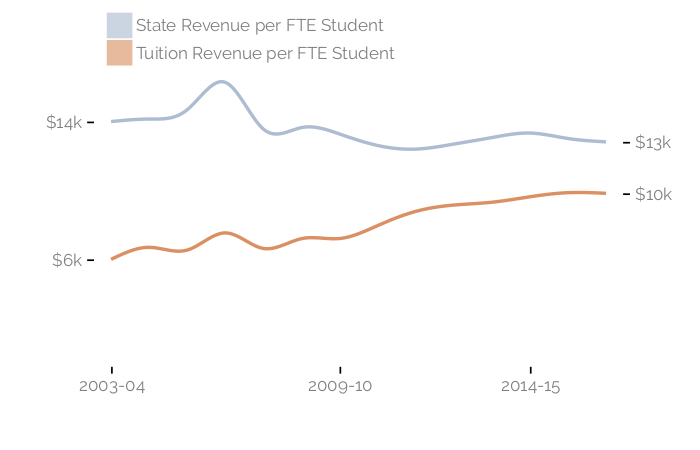 State Revenue per FTE Student
Tuition Revenue per FTE Student
$14k
$13k
$10k
$6k
2003-04 2009-10 2014-15